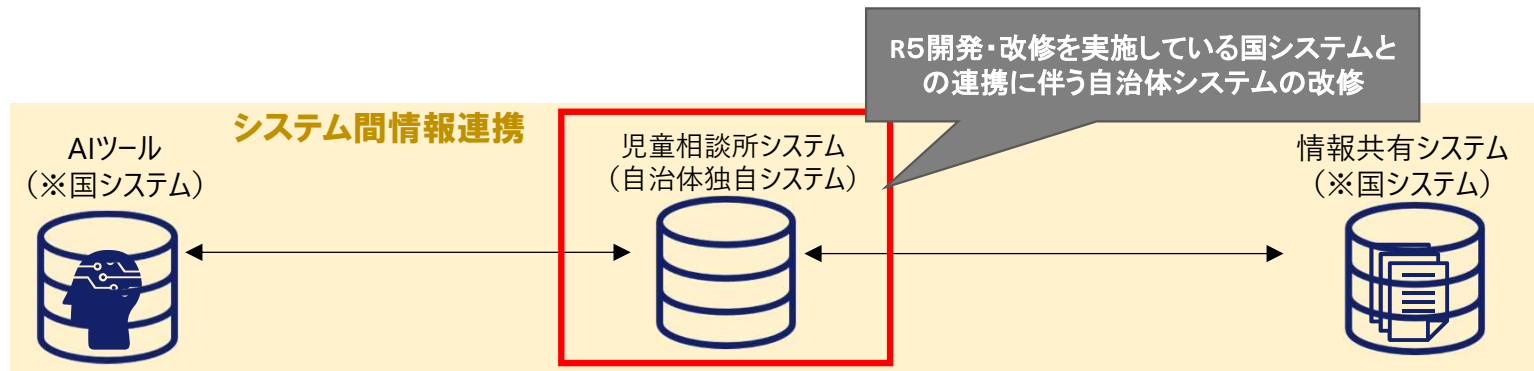 R5開発・改修を実施している国システムと
の連携に伴う自治体システムの改修
システム間情報連携
AIツール
（※国システム）
児童相談所システム
（自治体独自システム）
情報共有システム
（※国システム）